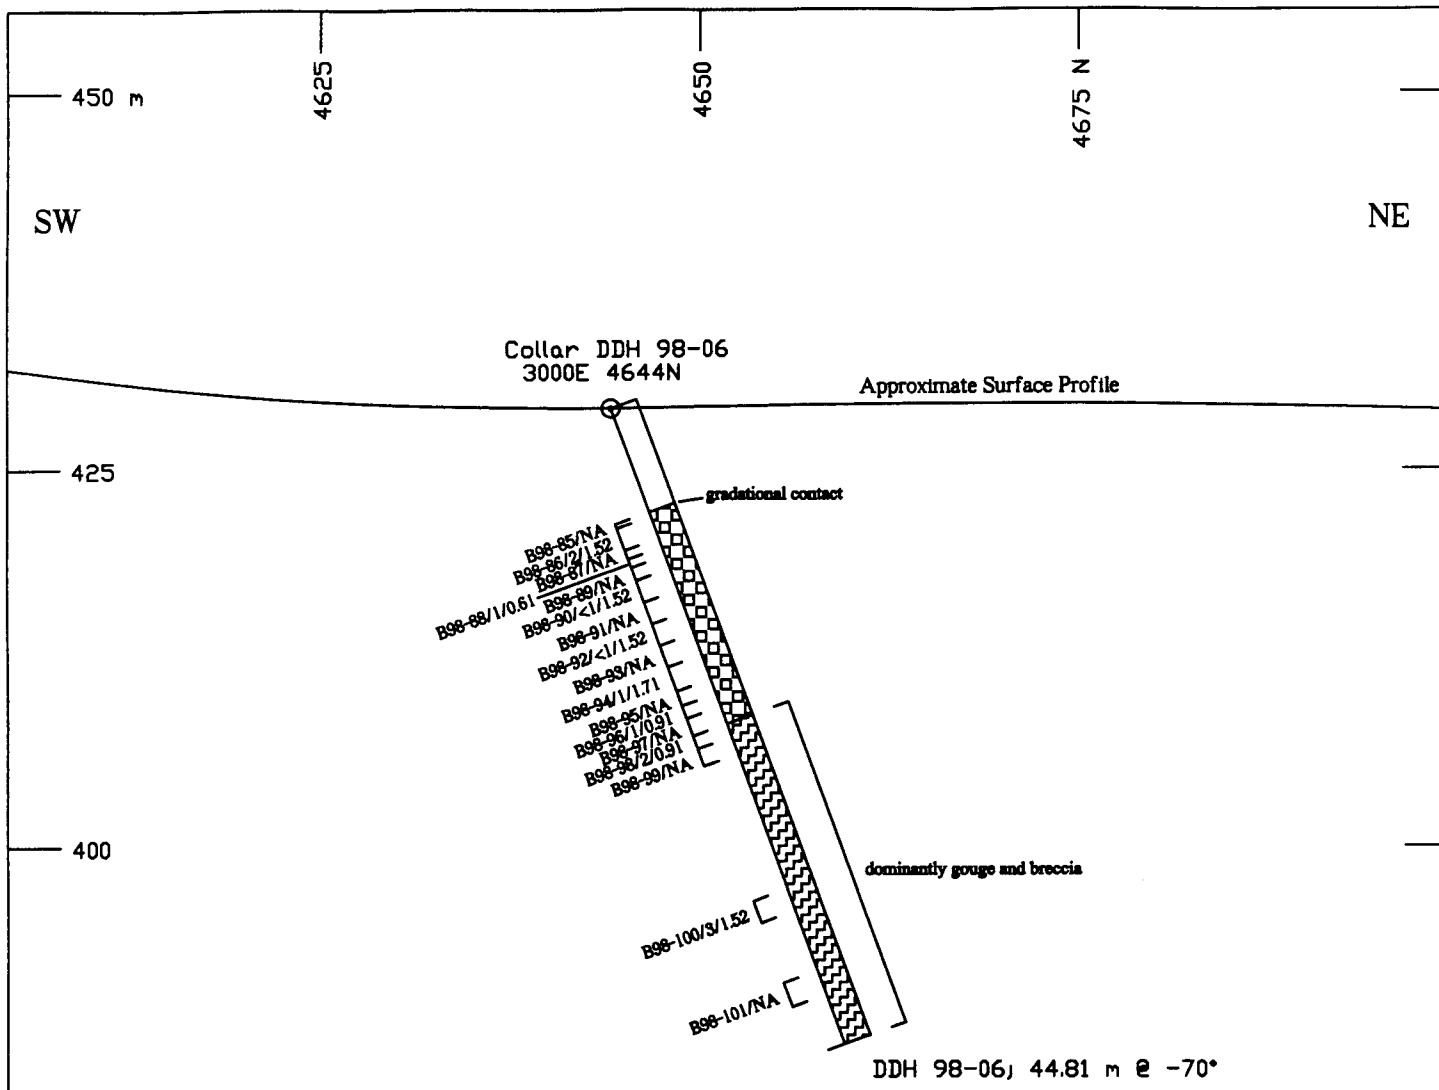 4625
4650
4675 N
450 m
SW
NE
Collar DDH 98-06
3000E 4644N
Approximate Surface Profile
425
gradational contact
B98-85/NA
B98-86/2/1.52
B98-87/NA
B98-88/1/0.61
B98-89/NA
B98-90/<1/1.52
B98-91/NA
B98-92/<1/1.52
B98-93/NA
B98-94/1/1.71
B98-95/NA
B98-96/1/0.91
B98-97/NA
B98-98/2/0.91
B98-99/NA
400
dominantly gouge and breccia
B98-100/3/1.52
B98-101/NA
DDH 98-06; 44.81 m @ -70°